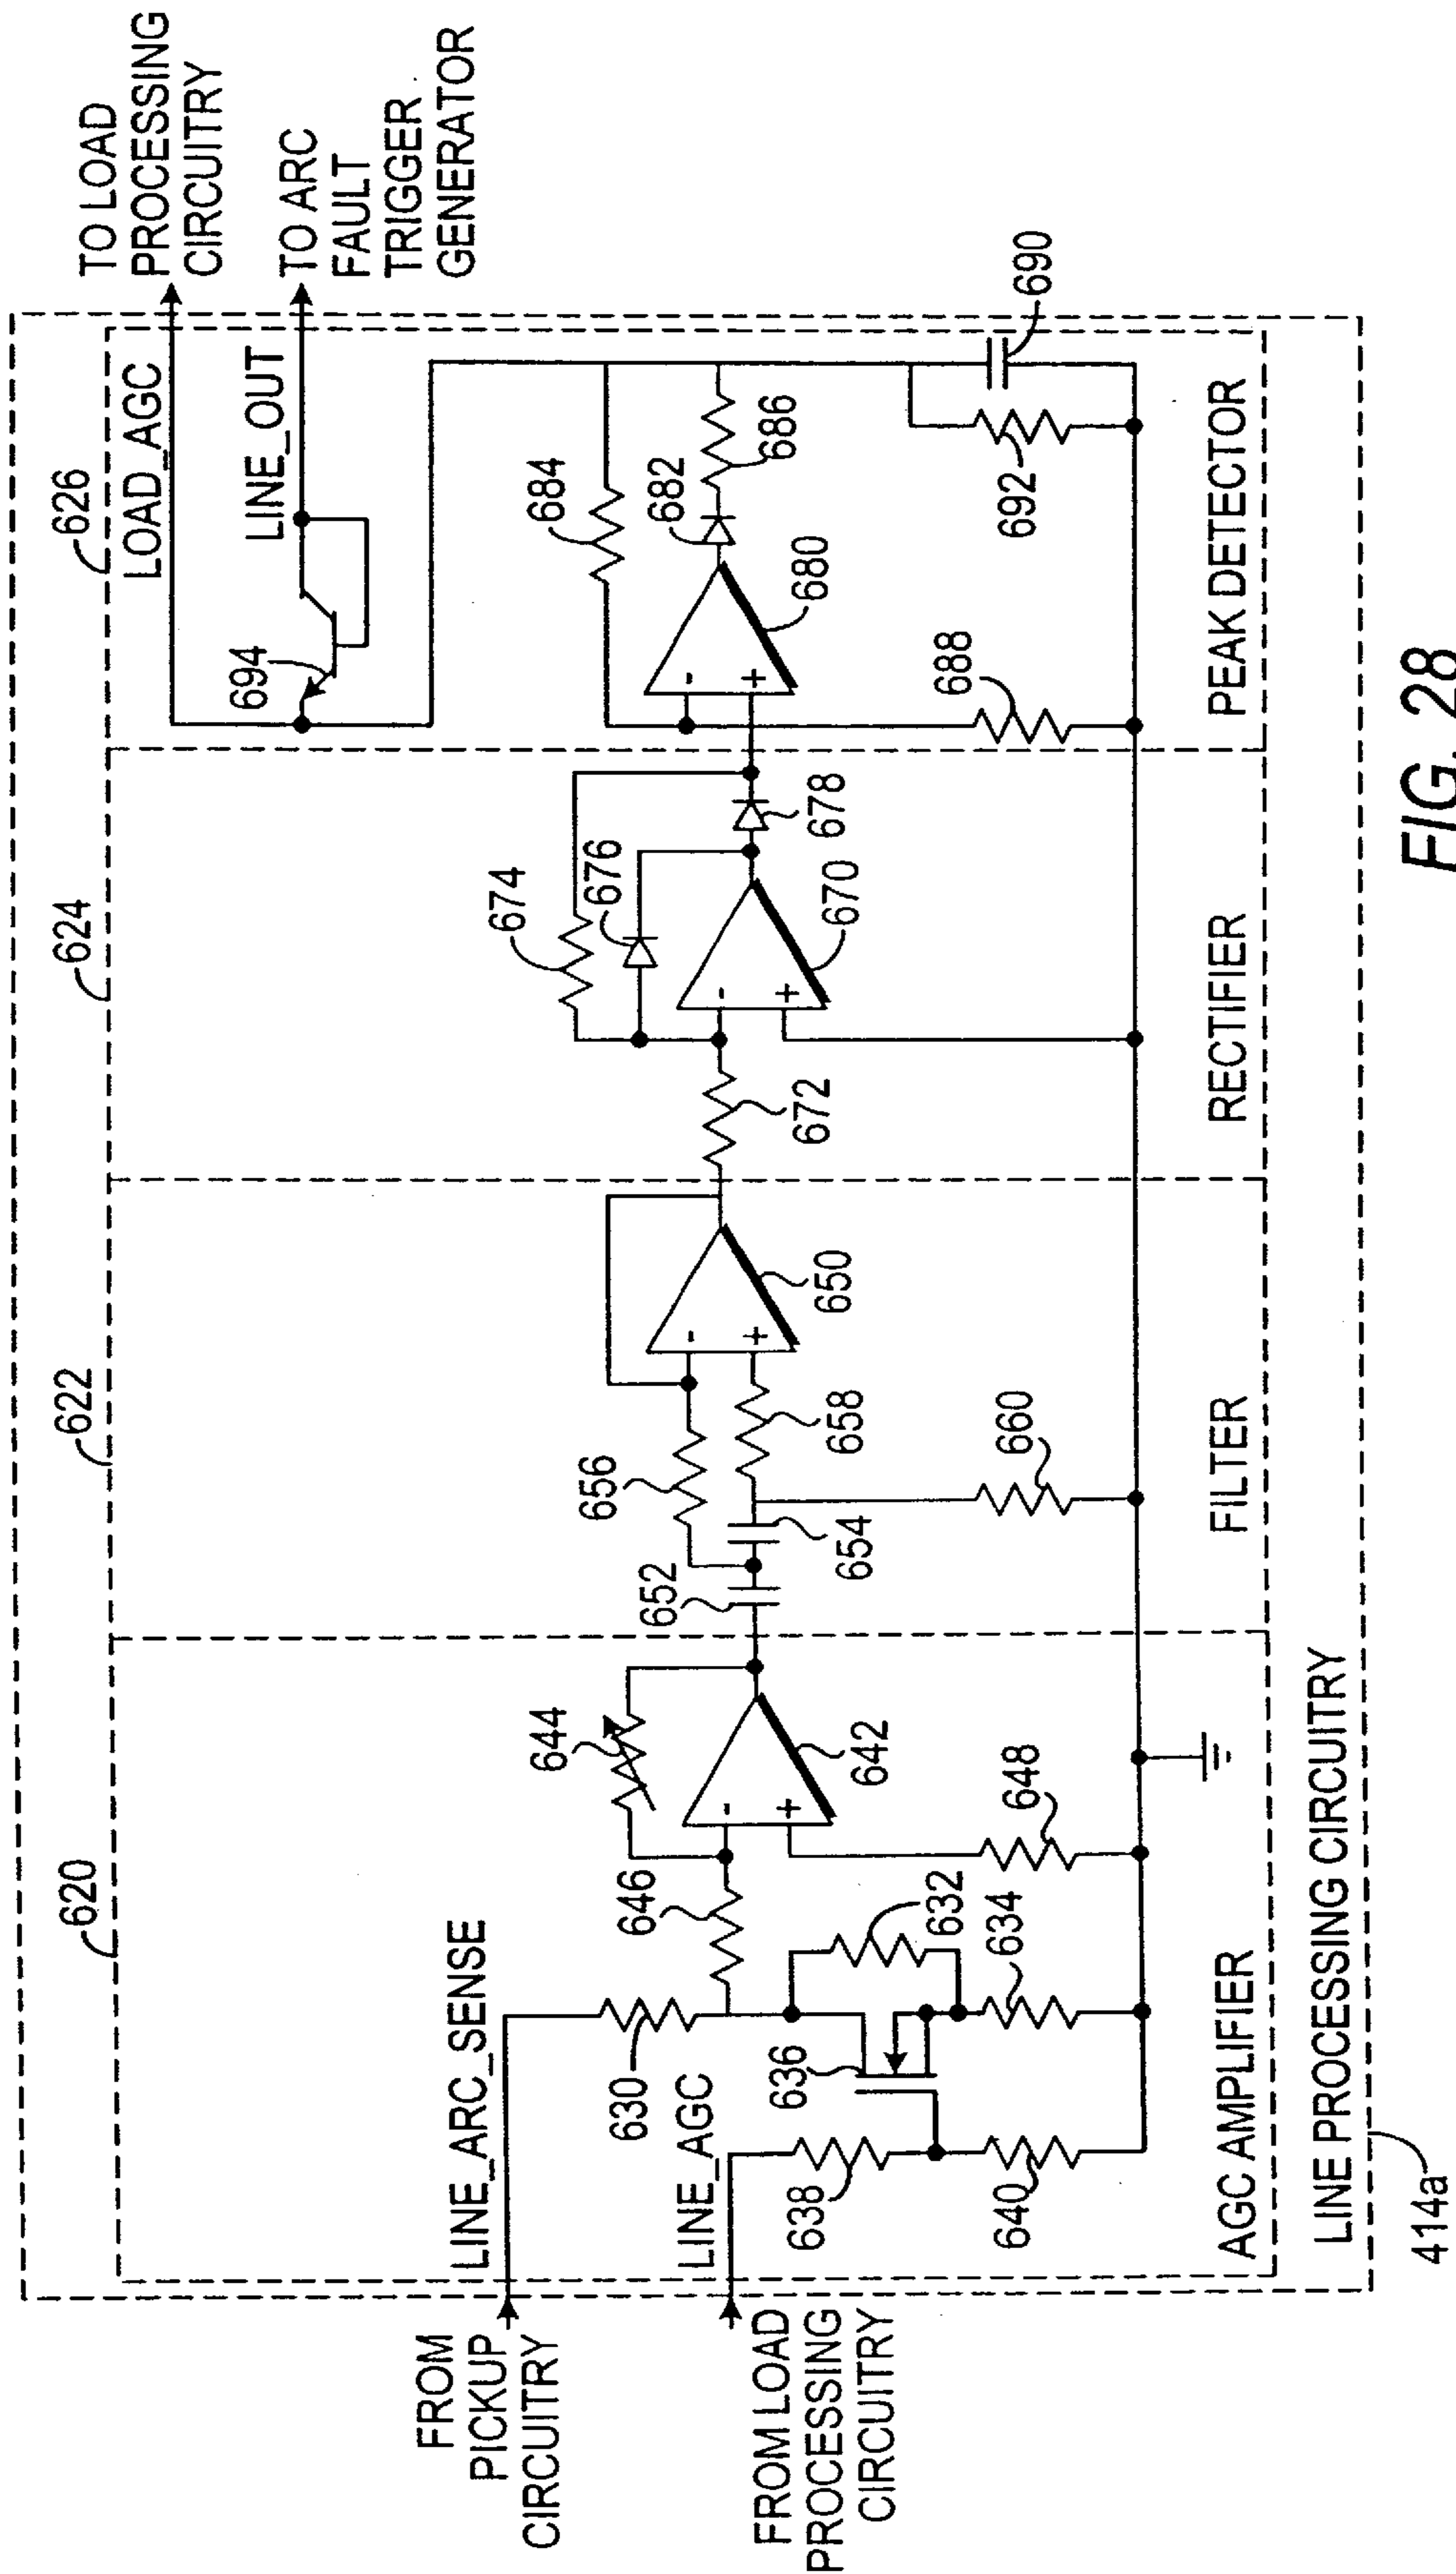 FROM
PICKUP
CIRCUITRY
FROM LOAD
PROCESSING
CIRCUITRY
LINE_ARC_SENSE
LINE_AGC
620
630
632
634
636
638
640
642
644
646
648
AGC AMPLIFIER
622
650
652
654
656
658
660
-
+
-
+
FILTER
624
670
672
674
676
678
-
+
RECTIFIER
626
LOAD_AGC
LINE_OUT
694
680
682
684
686
688
690
692
-
+
PEAK DETECTOR
TO LOAD
PROCESSING
CIRCUITRY
TO ARC
FAULT
TRIGGER
GENERATOR
LINE PROCESSING CIRCUITRY
414a
FIG. 28